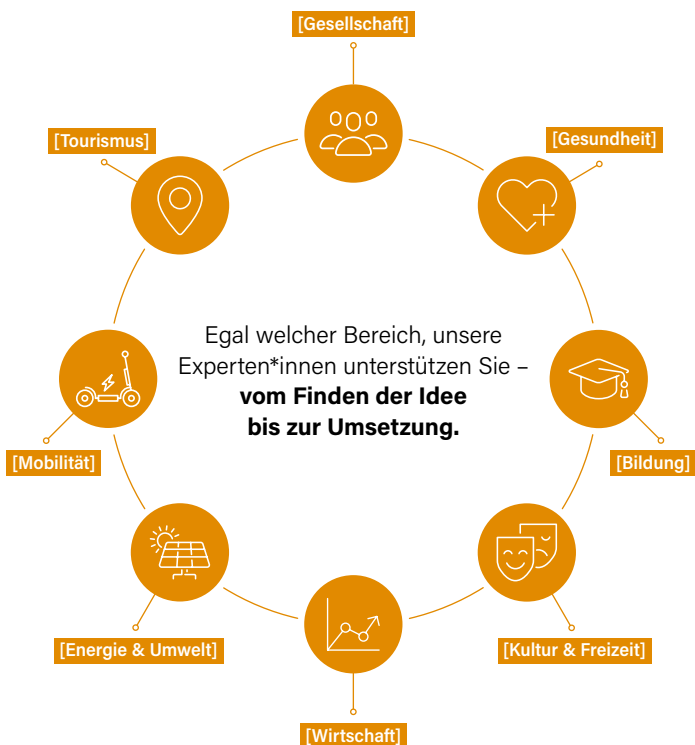 [Gesellschaft]
[Tourismus]
[Gesundheit]
Egal welcher Bereich, unsere
Experten*innen unterstützen Sie –
vom Finden der Idee
bis zur Umsetzung.
[Mobilität]
[Bildung]
[Energie & Umwelt]
[Kultur & Freizeit]
[Wirtschaft]